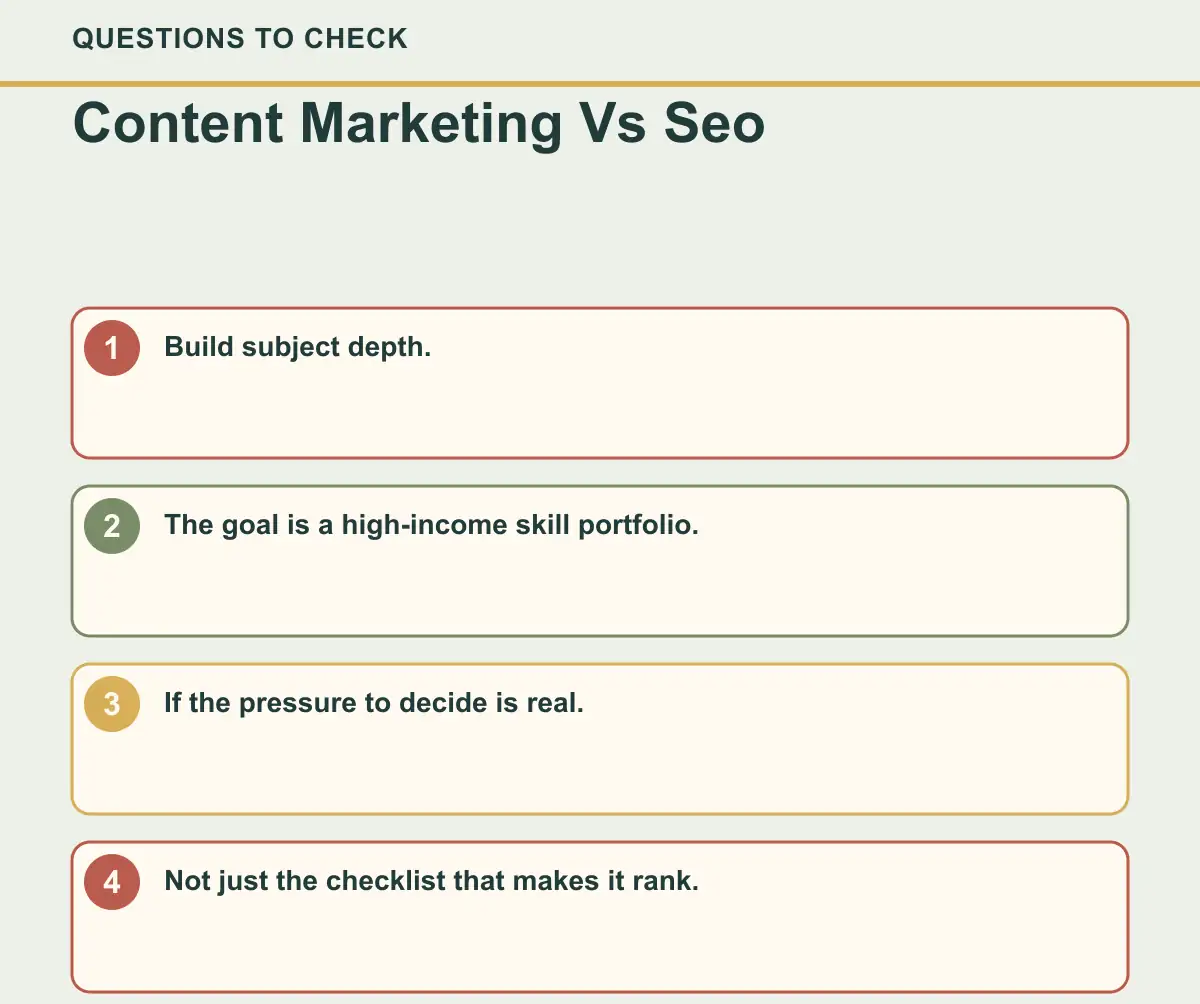 QUESTIONS TO CHECK
Content Marketing Vs Seo
1 Build subject depth.
2 The goal is a high-income skill portfolio.
3 If the pressure to decide is real.
4 Not just the checklist that makes it rank.